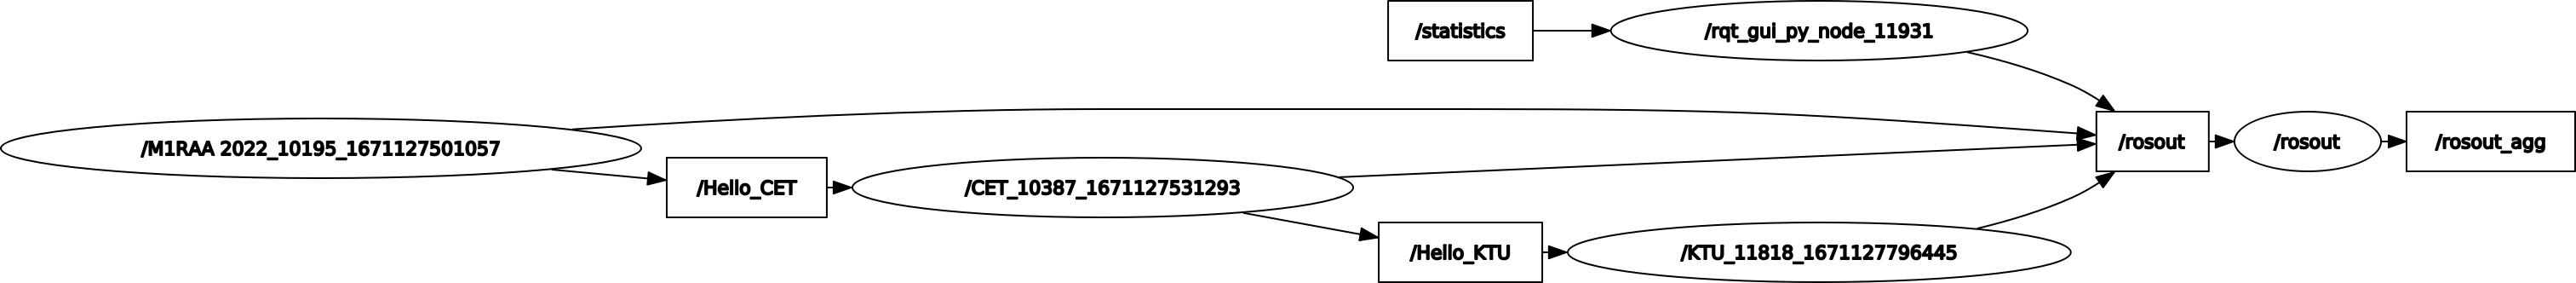 /statistics
/rqt_gui_py_node_11931
/M1RAA 2022_10195_1671127501057
/Hello_CET
/CET_10387_1671127531293
/Hello_KTU
/KTU_11818_1671127796445
/rosout
/rosout
/rosout_agg